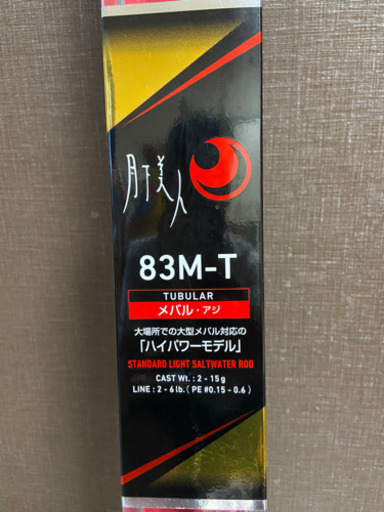 月下美人
83M-T
TUBULAR
メバル・アジ
大場所での大型メバル対応の
「ハイパワーモデル」
STANDARD LIGHT SALTWATER ROD
CAST Wt. : 2 - 15g
LINE : 2 - 6lb. ( PE #0.15 - 0.6 )